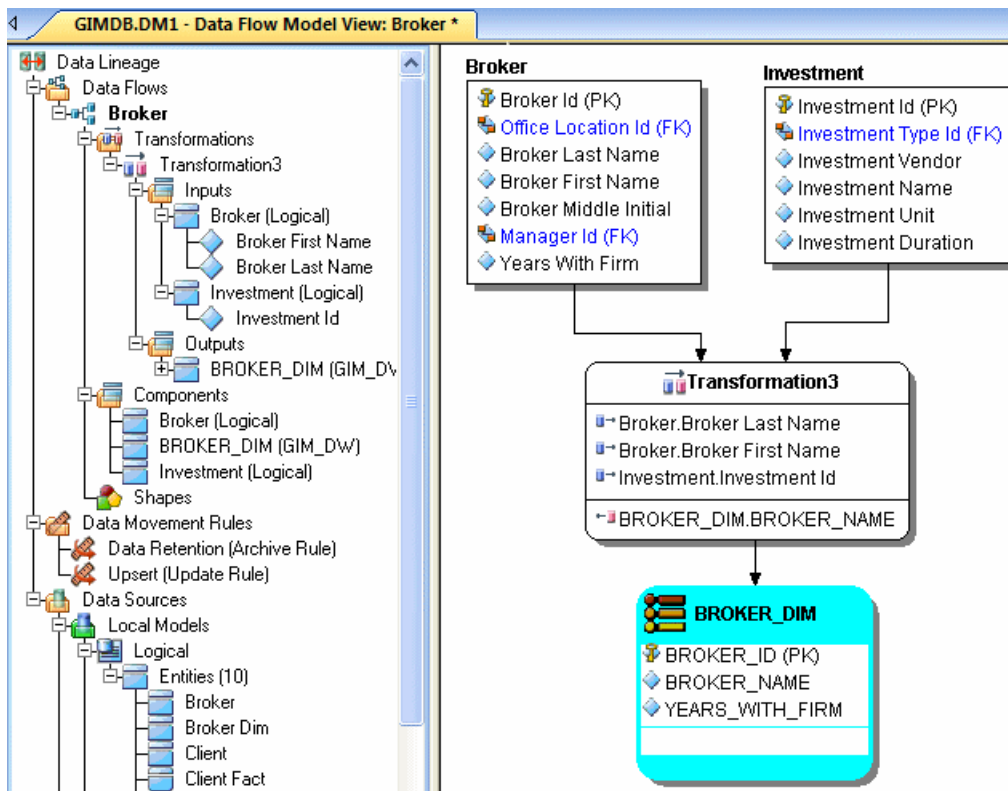 GIMDB.DM1 - Data Flow Model View: Broker *
Data Lineage
Data Flows
Broker
Transformations
Transformation3
Inputs
Broker (Logical)
Broker First Name
Broker Last Name
Investment (Logical)
Investment Id
Outputs
BROKER_DIM (GIM_DV
Components
Broker (Logical)
BROKER_DIM (GIM_DW)
Investment (Logical)
Shapes
Data Movement Rules
Data Retention (Archive Rule)
Upsert (Update Rule)
Data Sources
Local Models
Logical
Entities (10)
Broker
Broker Dim
Client
Client Fact
Broker
Broker Id (PK)
Office Location Id (FK)
Broker Last Name
Broker First Name
Broker Middle Initial
Manager Id (FK)
Years With Firm
Investment
Investment Id (PK)
Investment Type Id (FK)
Investment Vendor
Investment Name
Investment Unit
Investment Duration
Transformation3
Broker.Broker Last Name
Broker.Broker First Name
Investment.Investment Id
BROKER_DIM.BROKER_NAME
BROKER_DIM
BROKER_ID (PK)
BROKER_NAME
YEARS_WITH_FIRM